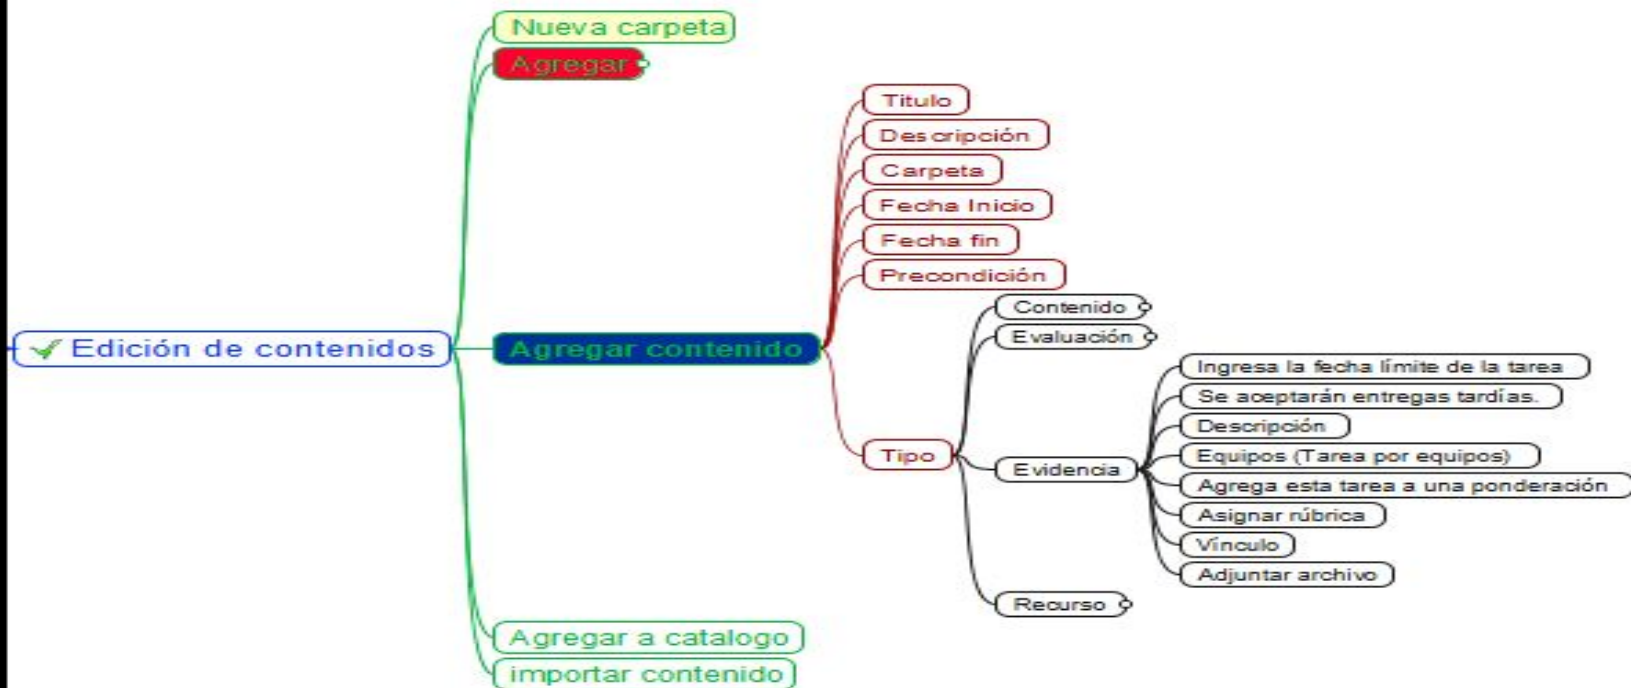 Nueva carpeta
Agregar
Titulo
Descripción
Carpeta
Fecha Inicio
Fecha fin
Precondición
Contenido
Evaluación
Edición de contenidos
Agregar contenido
Ingresa la fecha límite de la tarea
Se aceptarán entregas tardías.
Descripción
Tipo
Equipos (Tarea por equipos)
Evidencia
Agrega esta tarea a una ponderación
Asignar rúbrica
Vínculo
Adjuntar archivo
Recurso
Agregar a catalogo
importar contenido